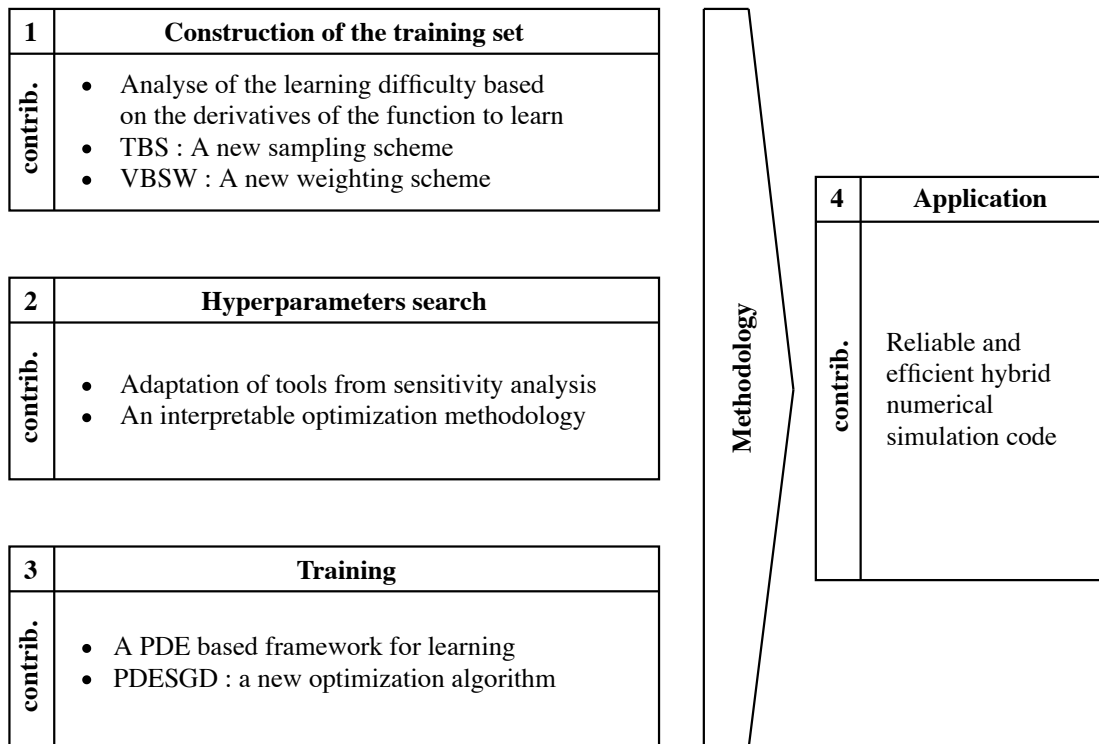 1 Construction of the training set
contrib.
• Analyse of the learning difficulty based
on the derivatives of the function to learn
• TBS : A new sampling scheme
• VBSW : A new weighting scheme
2 Hyperparameters search
contrib.
• Adaptation of tools from sensitivity analysis
• An interpretable optimization methodology
3 Training
contrib.
• A PDE based framework for learning
• PDESGD : a new optimization algorithm
Methodology
4 Application
contrib.
Reliable and
efficient hybrid
numerical
simulation code